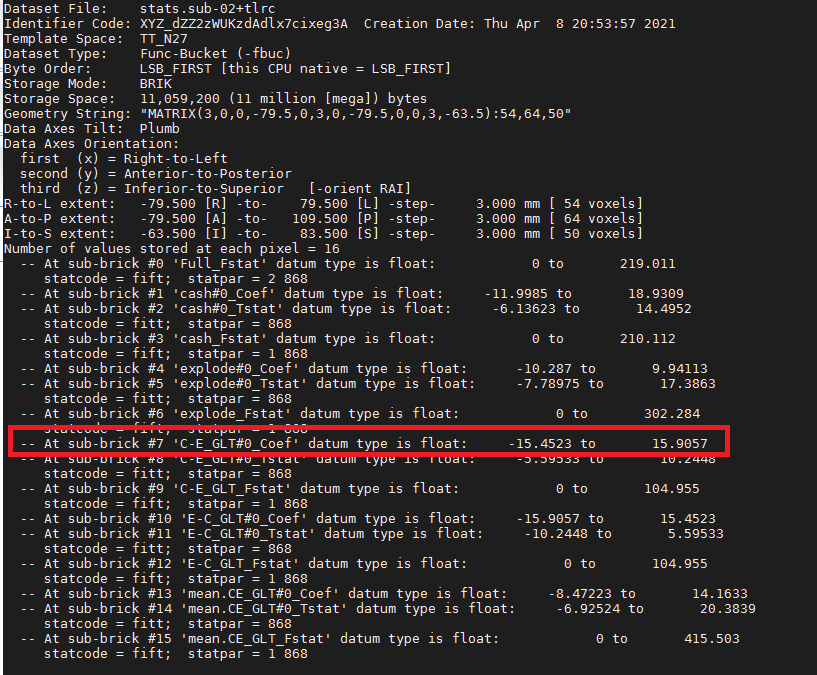 Dataset File:    stats.sub-02+tlrc
Identifier Code: XYZ_dZZ2zWUKzdAdlx7cixeg3A  Creation Date: Thu Apr  8 20:53:57 2021
Template Space:  TT_N27
Dataset Type:    Func-Bucket (-fbuc)
Byte Order:      LSB_FIRST [this CPU native = LSB_FIRST]
Storage Mode:    BRIK
Storage Space:   11,059,200 (11 million [mega]) bytes
Geometry String: "MATRIX(3,0,0,-79.5,0,3,0,-79.5,0,0,3,-63.5):54,64,50"
Data Axes Tilt:  Plumb
Data Axes Orientation:
  first  (x) = Right-to-Left
  second (y) = Anterior-to-Posterior
  third  (z) = Inferior-to-Superior   [-orient RAI]
R-to-L extent:   -79.500 [R] -to-    79.500 [L] -step-     3.000 mm [ 54 voxels]
A-to-P extent:   -79.500 [A] -to-   109.500 [P] -step-     3.000 mm [ 64 voxels]
I-to-S extent:   -63.500 [I] -to-    83.500 [S] -step-     3.000 mm [ 50 voxels]
Number of values stored at each pixel = 16
  -- At sub-brick #0 'Full_Fstat' datum type is float:            0 to       219.011
     statcode = fift;  statpar = 2 868
  -- At sub-brick #1 'cash#0_Coef' datum type is float:     -11.9985 to       18.9309
  -- At sub-brick #2 'cash#0_Tstat' datum type is float:     -6.13623 to       14.4952
     statcode = fitt;  statpar = 868
  -- At sub-brick #3 'cash_Fstat' datum type is float:            0 to       210.112
     statcode = fift;  statpar = 1 868
  -- At sub-brick #4 'explode#0_Coef' datum type is float:      -10.287 to       9.94113
  -- At sub-brick #5 'explode#0_Tstat' datum type is float:     -7.78975 to       17.3863
     statcode = fitt;  statpar = 868
  -- At sub-brick #6 'explode_Fstat' datum type is float:            0 to       302.284
     statcode = fift;  statpar = 1 868
  -- At sub-brick #7 'C-E_GLT#0_Coef' datum type is float:     -15.4523 to       15.9057
  -- At sub-brick #8 'C-E_GLT#0_Tstat' datum type is float:     -5.59533 to       10.2448
     statcode = fitt;  statpar = 868
  -- At sub-brick #9 'C-E_GLT_Fstat' datum type is float:            0 to       104.955
     statcode = fift;  statpar = 1 868
  -- At sub-brick #10 'E-C_GLT#0_Coef' datum type is float:     -15.9057 to       15.4523
  -- At sub-brick #11 'E-C_GLT#0_Tstat' datum type is float:     -10.2448 to       5.59533
     statcode = fitt;  statpar = 868
  -- At sub-brick #12 'E-C_GLT_Fstat' datum type is float:            0 to       104.955
     statcode = fift;  statpar = 1 868
  -- At sub-brick #13 'mean.CE_GLT#0_Coef' datum type is float:     -8.47223 to       14.1633
  -- At sub-brick #14 'mean.CE_GLT#0_Tstat' datum type is float:     -6.92524 to       20.3839
     statcode = fitt;  statpar = 868
  -- At sub-brick #15 'mean.CE_GLT_Fstat' datum type is float:            0 to       415.503
     statcode = fift;  statpar = 1 868